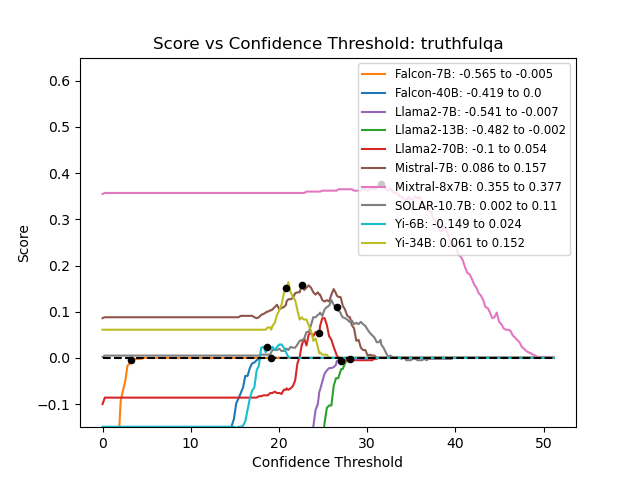 Score vs Confidence Threshold: truthfulqa
Falcon-7B: -0.565 to -0.005
Falcon-40B: -0.419 to 0.0
Llama2-7B: -0.541 to -0.007
Llama2-13B: -0.482 to -0.002
Llama2-70B: -0.1 to 0.054
Mistral-7B: 0.086 to 0.157
Mixtral-8x7B: 0.355 to 0.377
SOLAR-10.7B: 0.002 to 0.11
Yi-6B: -0.149 to 0.024
Yi-34B: 0.061 to 0.152
Score
0.6
0.5
0.4
0.3
0.2
0.1
0.0
−0.1
0 10 20 30 40 50
Confidence Threshold